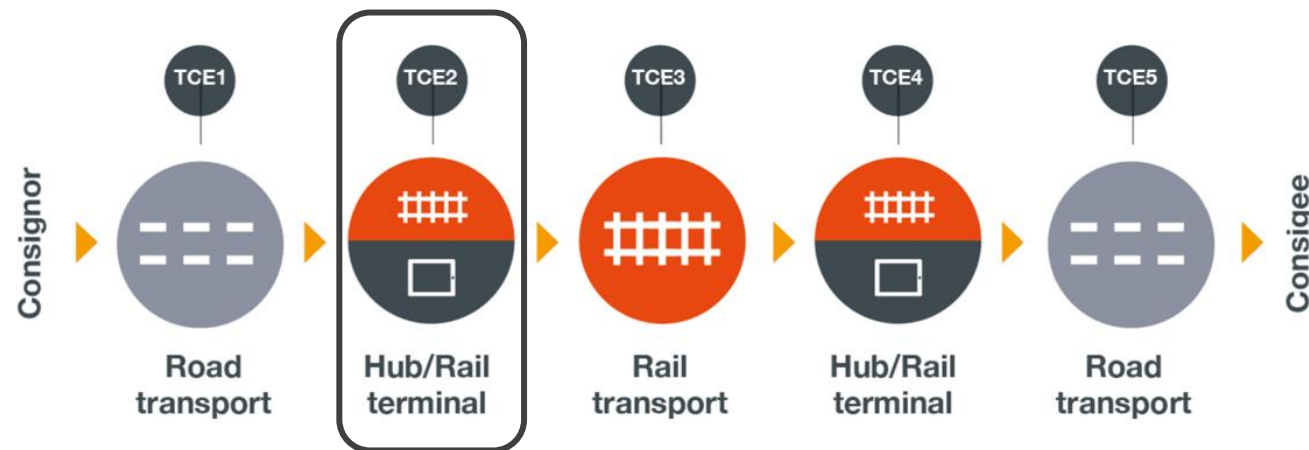 TCE1
TCE2
TCE3
TCE4
TCE5
Consignor
Consigee
Road
transport
Hub/Rail
terminal
Rail
transport
Hub/Rail
terminal
Road
transport